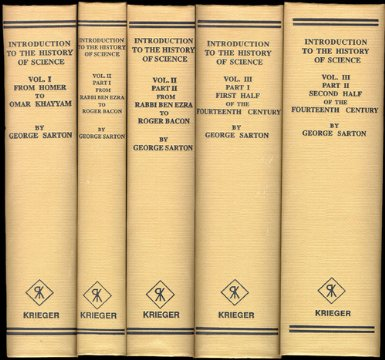 INTRODUCTION
TO THE HISTORY
OF SCIENCE
VOL. I
FROM HOMER
TO
OMAR KHAYYAM
BY
GEORGE SARTON
RK
KRIEGER
INTRODUCTION
TO THE HISTORY
OF SCIENCE
VOL. II
PART I
FROM
RABBI BEN EZRA
TO
ROGER BACON
BY
GEORGE SARTON
RK
KRIEGER
INTRODUCTION
TO THE HISTORY
OF SCIENCE
VOL. II
PART II
FROM
RABBI BEN EZRA
TO
ROGER BACON
BY
GEORGE SARTON
RK
KRIEGER
INTRODUCTION
TO THE HISTORY
OF SCIENCE
VOL. III
PART I
FIRST HALF
OF THE
FOURTEENTH CENTURY
BY
GEORGE SARTON
RK
KRIEGER
INTRODUCTION
TO THE HISTORY
OF SCIENCE
VOL. III
PART II
SECOND HALF
OF THE
FOURTEENTH CENTURY
BY
GEORGE SARTON
RK
KRIEGER